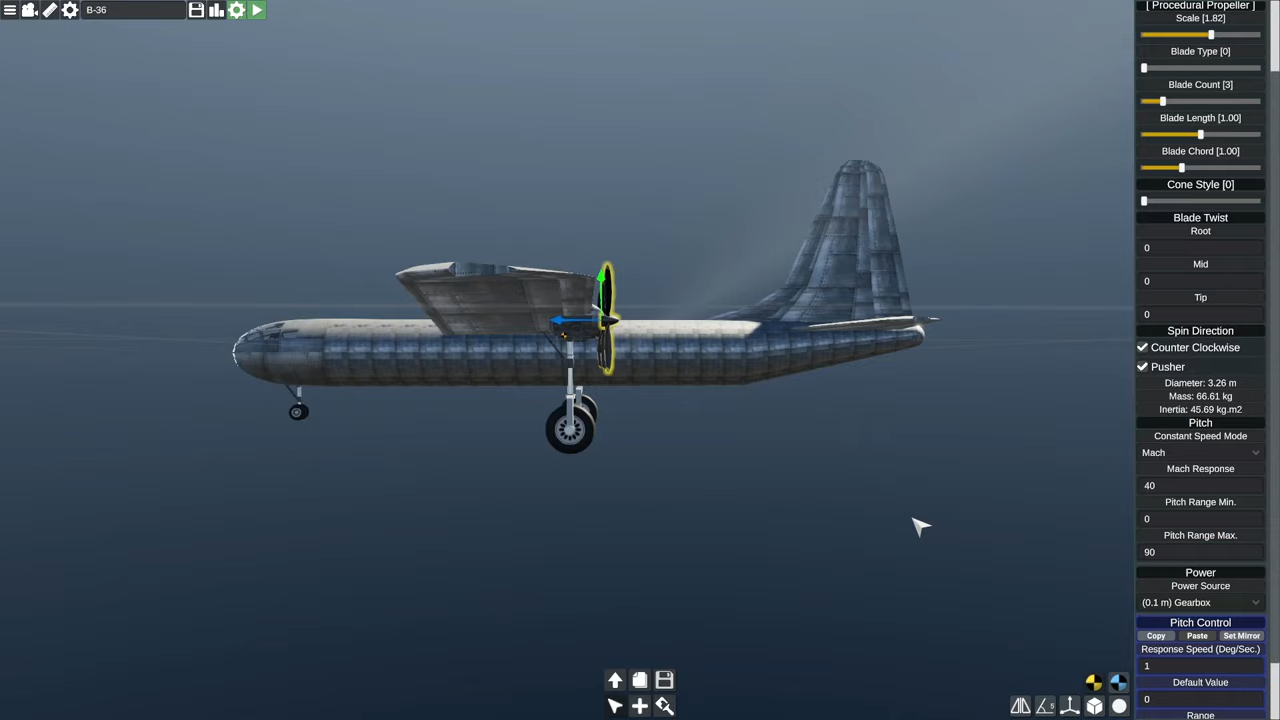 B-36
[ Procedural Propeller ]
Scale [1.82]
Blade Type [0]
Blade Count [3]
Blade Length [1.00]
Blade Chord [1.00]
Cone Style [0]
Blade Twist
Root
0
Mid
0
Tip
0
Spin Direction
Counter Clockwise
Pusher
Diameter: 3.26 m
Mass: 66.61 kg
Inertia: 45.69 kg.m2
Pitch
Constant Speed Mode
Mach
Mach Response
40
Pitch Range Min.
0
Pitch Range Max.
90
Power
Power Source
(0.1 m) Gearbox
Pitch Control
Copy Paste Set Mirror
Response Speed (Deg/Sec.)
1
Default Value
0
Range
5